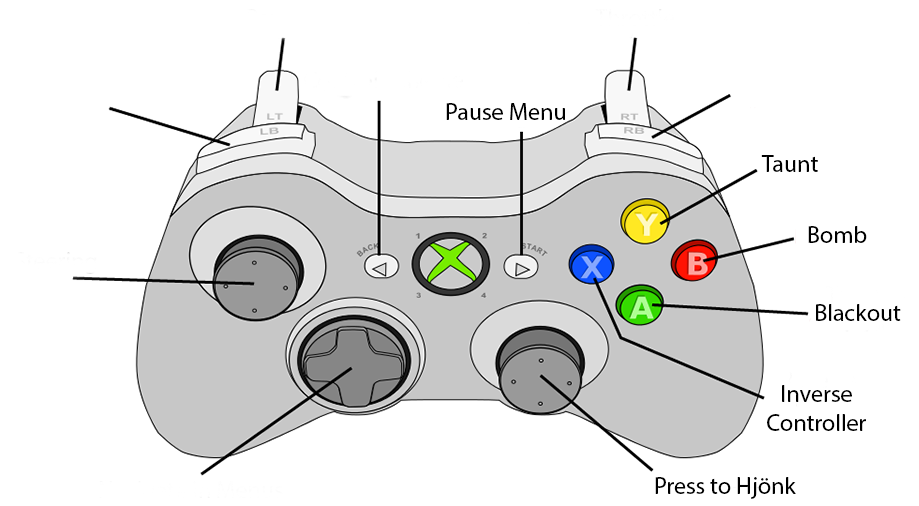 LT
RT
LB
RB
Pause Menu
Taunt
1
2
BACK
START
Y
Bomb
X
B
3
4
A
Blackout
Inverse
Controller
Press to Hjönk